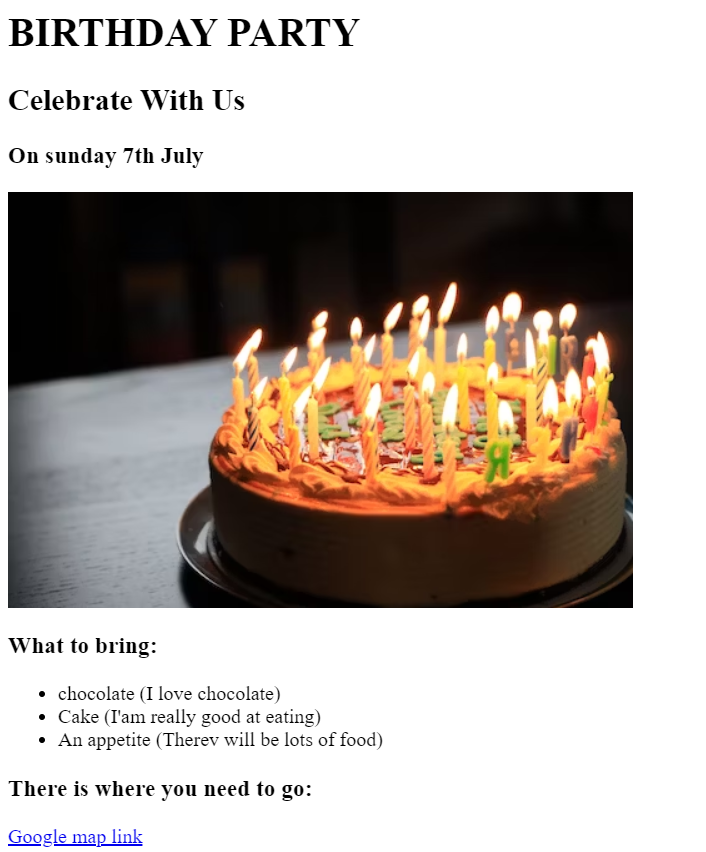 BIRTHDAY PARTY
Celebrate With Us
On sunday 7th July
What to bring:
chocolate (I love chocolate)
Cake (I'am really good at eating)
An appetite (Therev will be lots of food)
There is where you need to go:
Google map link